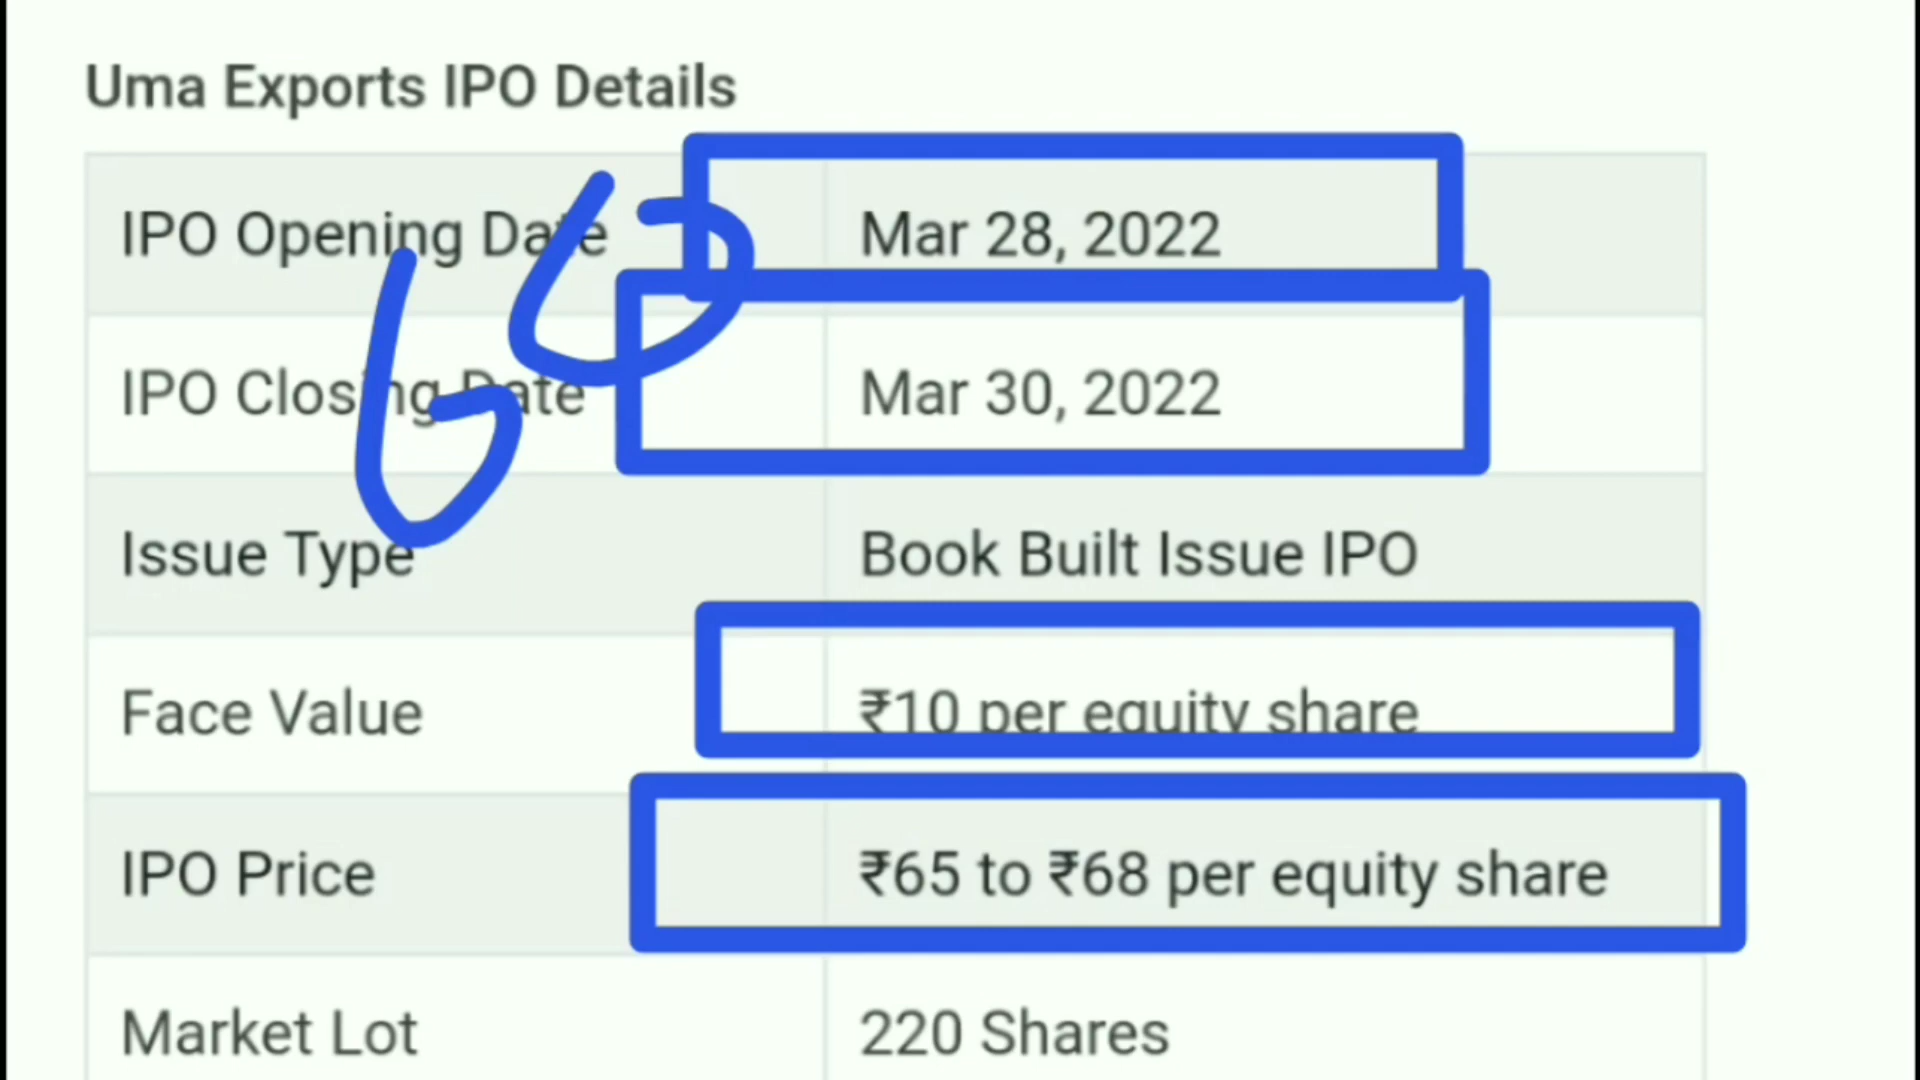 Uma Exports IPO Details
IPO Opening Date Mar 28, 2022
IPO Closing Date Mar 30, 2022
Issue Type Book Built Issue IPO
Face Value ₹10 per equity share
IPO Price ₹65 to ₹68 per equity share
Market Lot 220 Shares